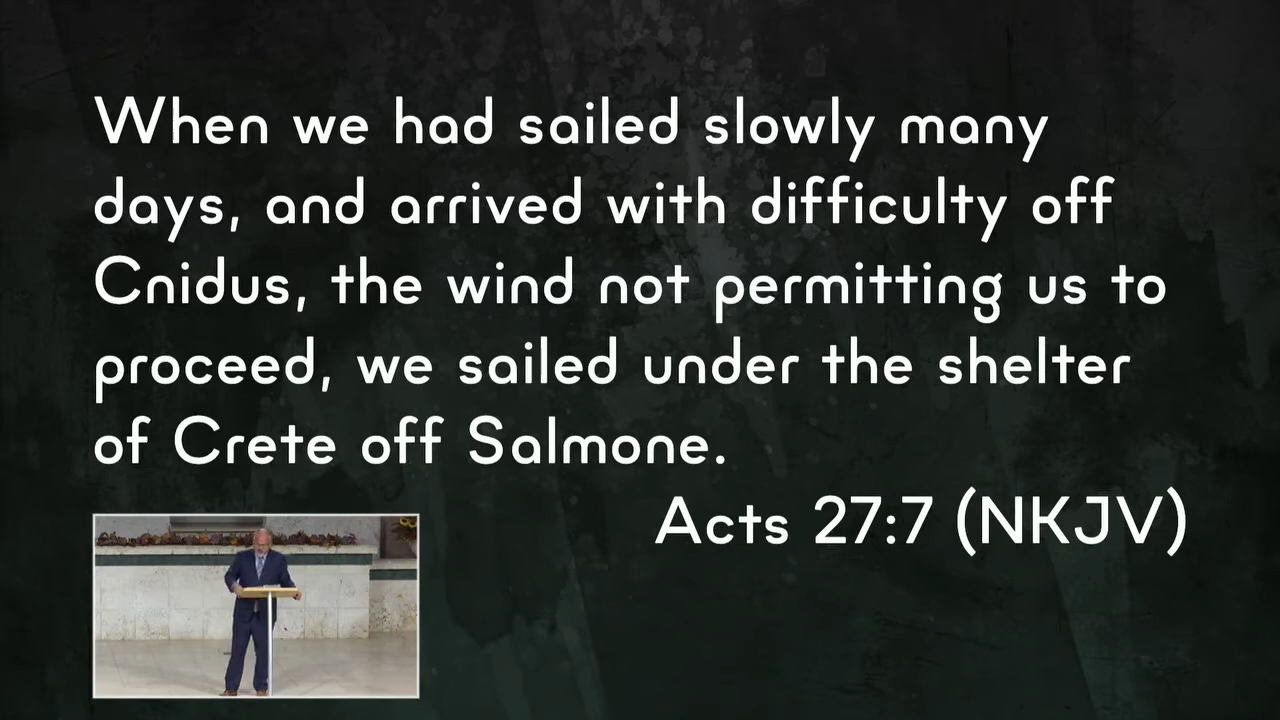 When we had sailed slowly many
days, and arrived with difficulty off
Cnidus, the wind not permitting us to
proceed, we sailed under the shelter
of Crete off Salmone.
Acts 27:7 (NKJV)